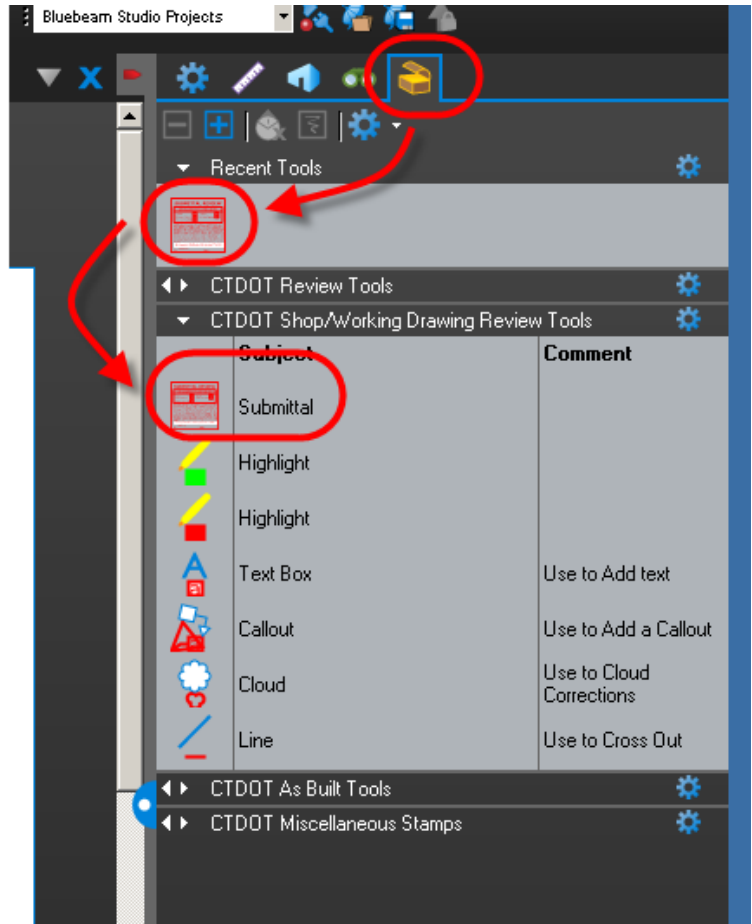 Bluebeam Studio Projects
Recent Tools
CTDOT Review Tools
CTDOT Shop/Working Drawing Review Tools
Subject Comment
Submittal
Highlight
Highlight
Text Box Use to Add text
Callout Use to Add a Callout
Cloud Use to Cloud
Corrections
Line Use to Cross Out
CTDOT As Built Tools
CTDOT Miscellaneous Stamps